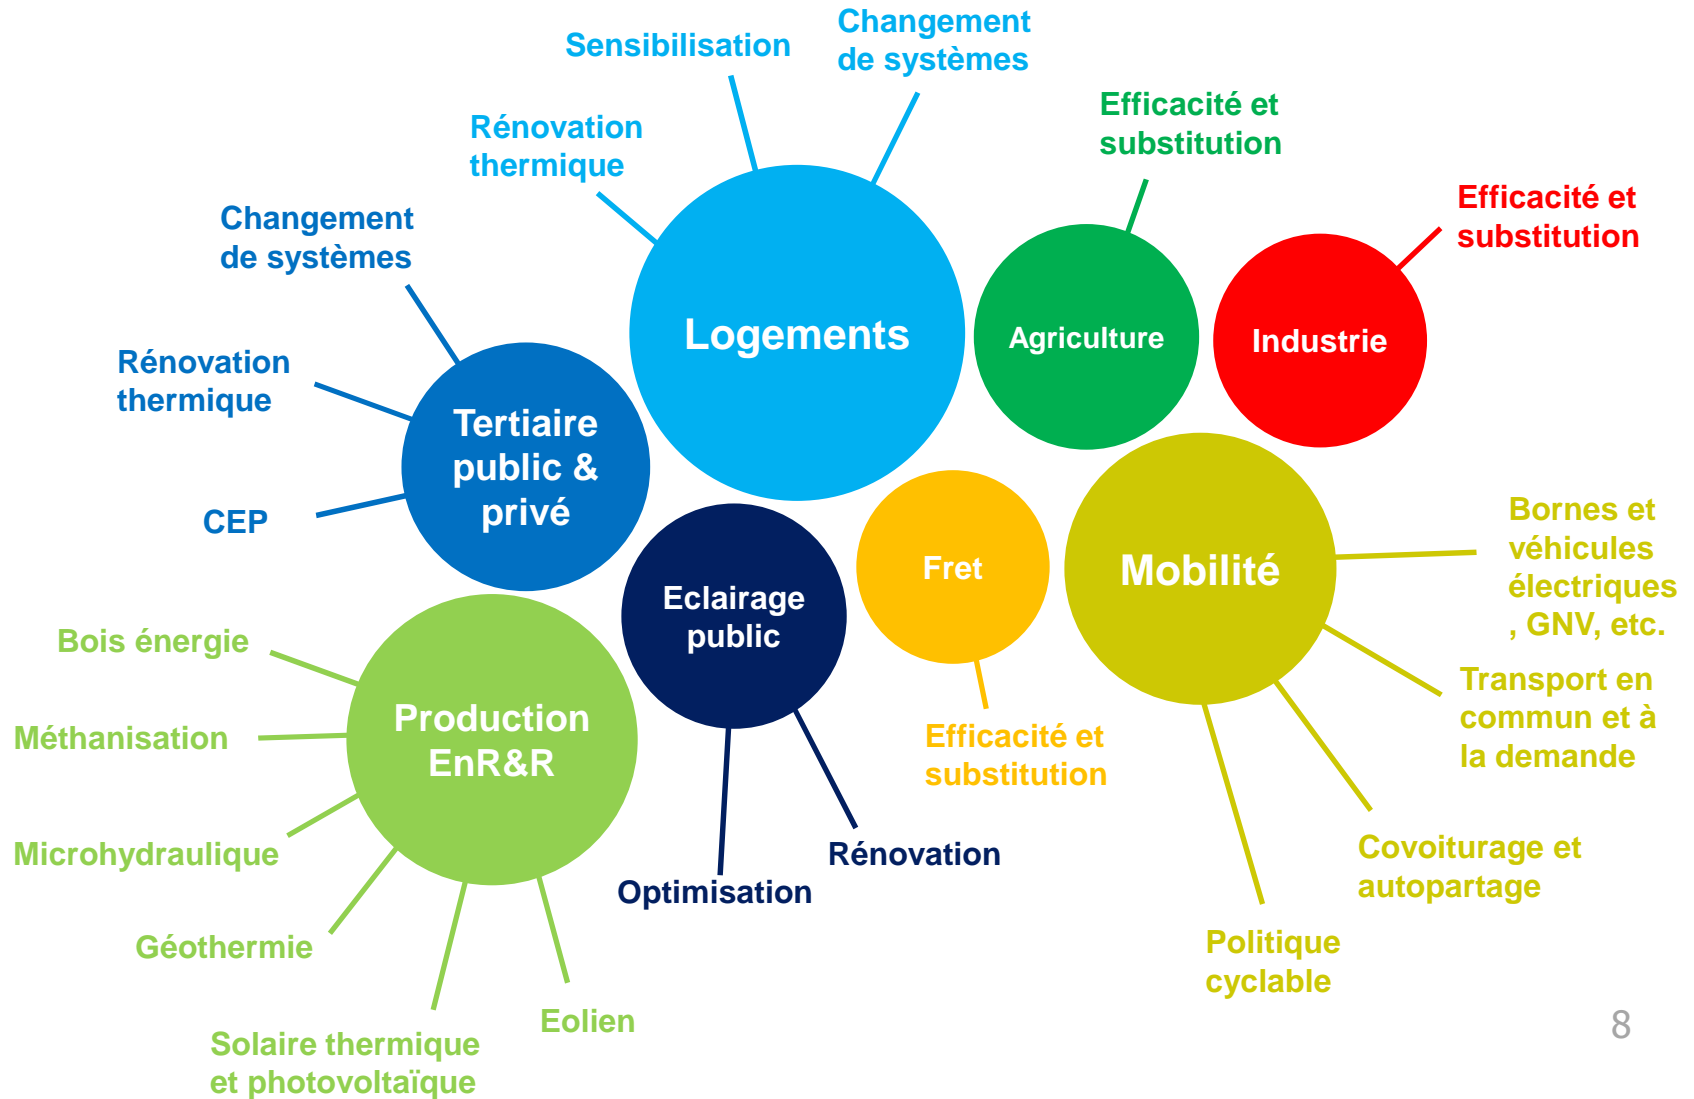 Changement
de systèmes
Sensibilisation
Rénovation
thermique
Logements
Efficacité et
substitution
Agriculture
Efficacité et
substitution
Industrie
Changement
de systèmes
Rénovation
thermique
CEP
Tertiaire
public &
privé
Eclairage
public
Optimisation
Rénovation
Fret
Efficacité et
substitution
Mobilité
Bornes et
véhicules
électriques
, GNV, etc.
Transport en
commun et à
la demande
Covoiturage et
autopartage
Politique
cyclable
Production
EnR&R
Bois énergie
Méthanisation
Microhydraulique
Géothermie
Solaire thermique
et photovoltaïque
Eolien
8